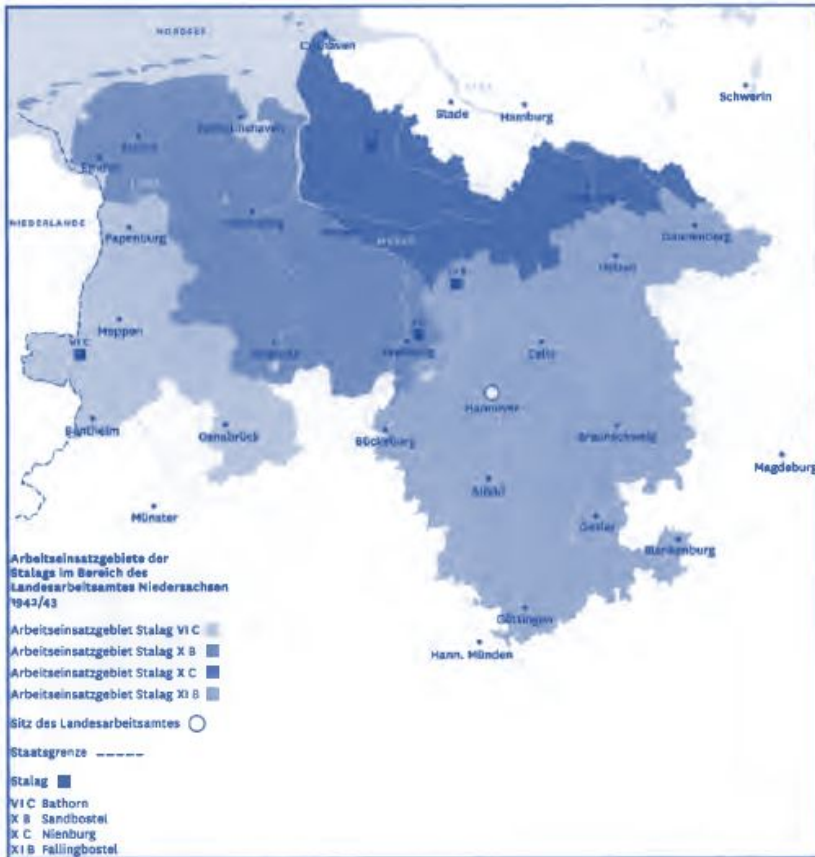 NORDSEE
Cuxhaven
Stade
Hamburg
Schwerin
Emden
NIEDERLANDE
Papenburg
Dannenberg
Uelzen
Meppen
VI C
XI B
Nienburg
Celle
Hannover
Bentheim
Osnabrück
Bückeburg
Braunschweig
Magdeburg
Münster
Goslar
Blankenburg
Göttingen
Hann. Münden
Arbeitseinsatzgebiete der
Stalags im Bereich des
Landesarbeitsamtes Niedersachsen
1942/43
Arbeitseinsatzgebiet Stalag VI C
Arbeitseinsatzgebiet Stalag X B
Arbeitseinsatzgebiet Stalag X C
Arbeitseinsatzgebiet Stalag XI B
Sitz des Landesarbeitsamtes
Staatsgrenze
Stalag
VI C Bathorn
X B Sandbostel
X C Nienburg
XI B Fallingbostel